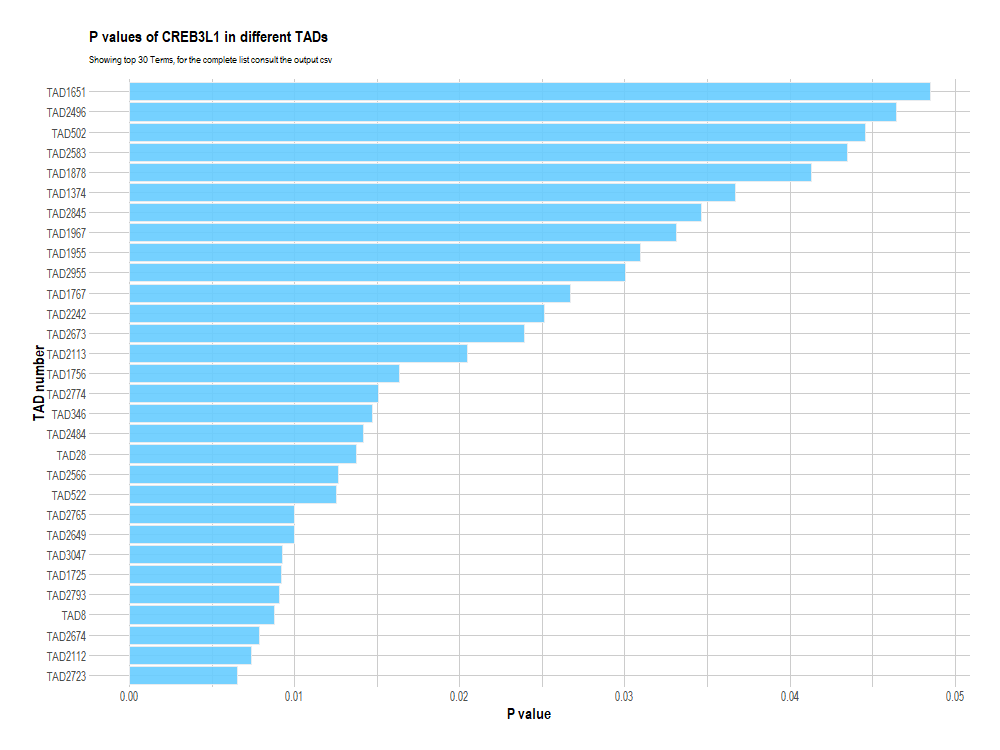 P values of CREB3L1 in different TADs
Showing top 30 Terms, for the complete list consult the output csv
TAD number
TAD1651
TAD2496
TAD502
TAD2583
TAD1878
TAD1374
TAD2845
TAD1967
TAD1955
TAD2955
TAD1767
TAD2242
TAD2673
TAD2113
TAD1756
TAD2774
TAD346
TAD2484
TAD28
TAD2566
TAD522
TAD2765
TAD2649
TAD3047
TAD1725
TAD2793
TAD8
TAD2674
TAD2112
TAD2723
0.00 0.01 0.02 0.03 0.04 0.05
P value